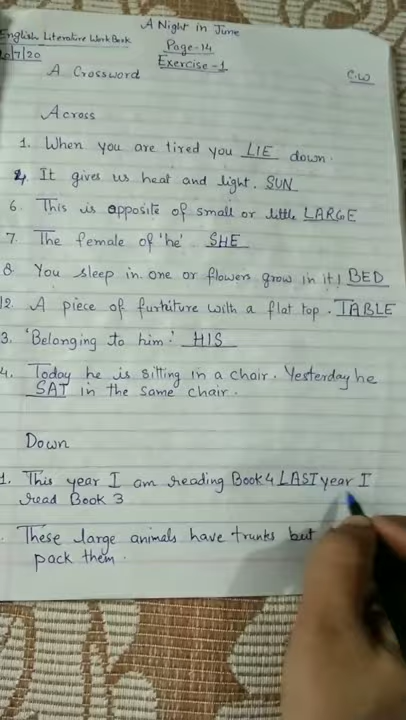 A Night in June
English Literature Work Book
Page-14
/7/20
Exercise-1
A Crossword
C.W
Across
1. When you are tired you LIE down.
4. It gives us heat and light. SUN
6. This is opposite of small or little LARGE
7. The female of 'he'. SHE
8. You sleep in one or flowers grow in it! BED
12. A piece of furniture with a flat top. TABLE
3. 'Belonging to him.' HIS
4. Today he is sitting in a chair. Yesterday he
SAT in the same chair.
Down
1. This year I am reading Book 4 LAST year I
read Book 3
These large animals have trunks but
pack them.